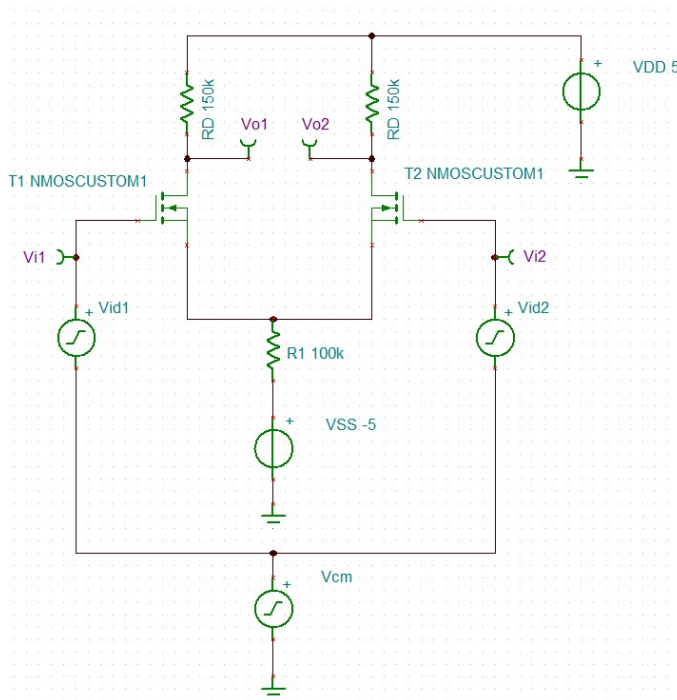 VDD 5
RD 150k
RD 150k
Vo1
Vo2
T1 NMOSCUSTOM1
T2 NMOSCUSTOM1
Vi1
Vi2
+ Vid1
+ Vid2
R1 100k
+
VSS -5
Vcm
+
+